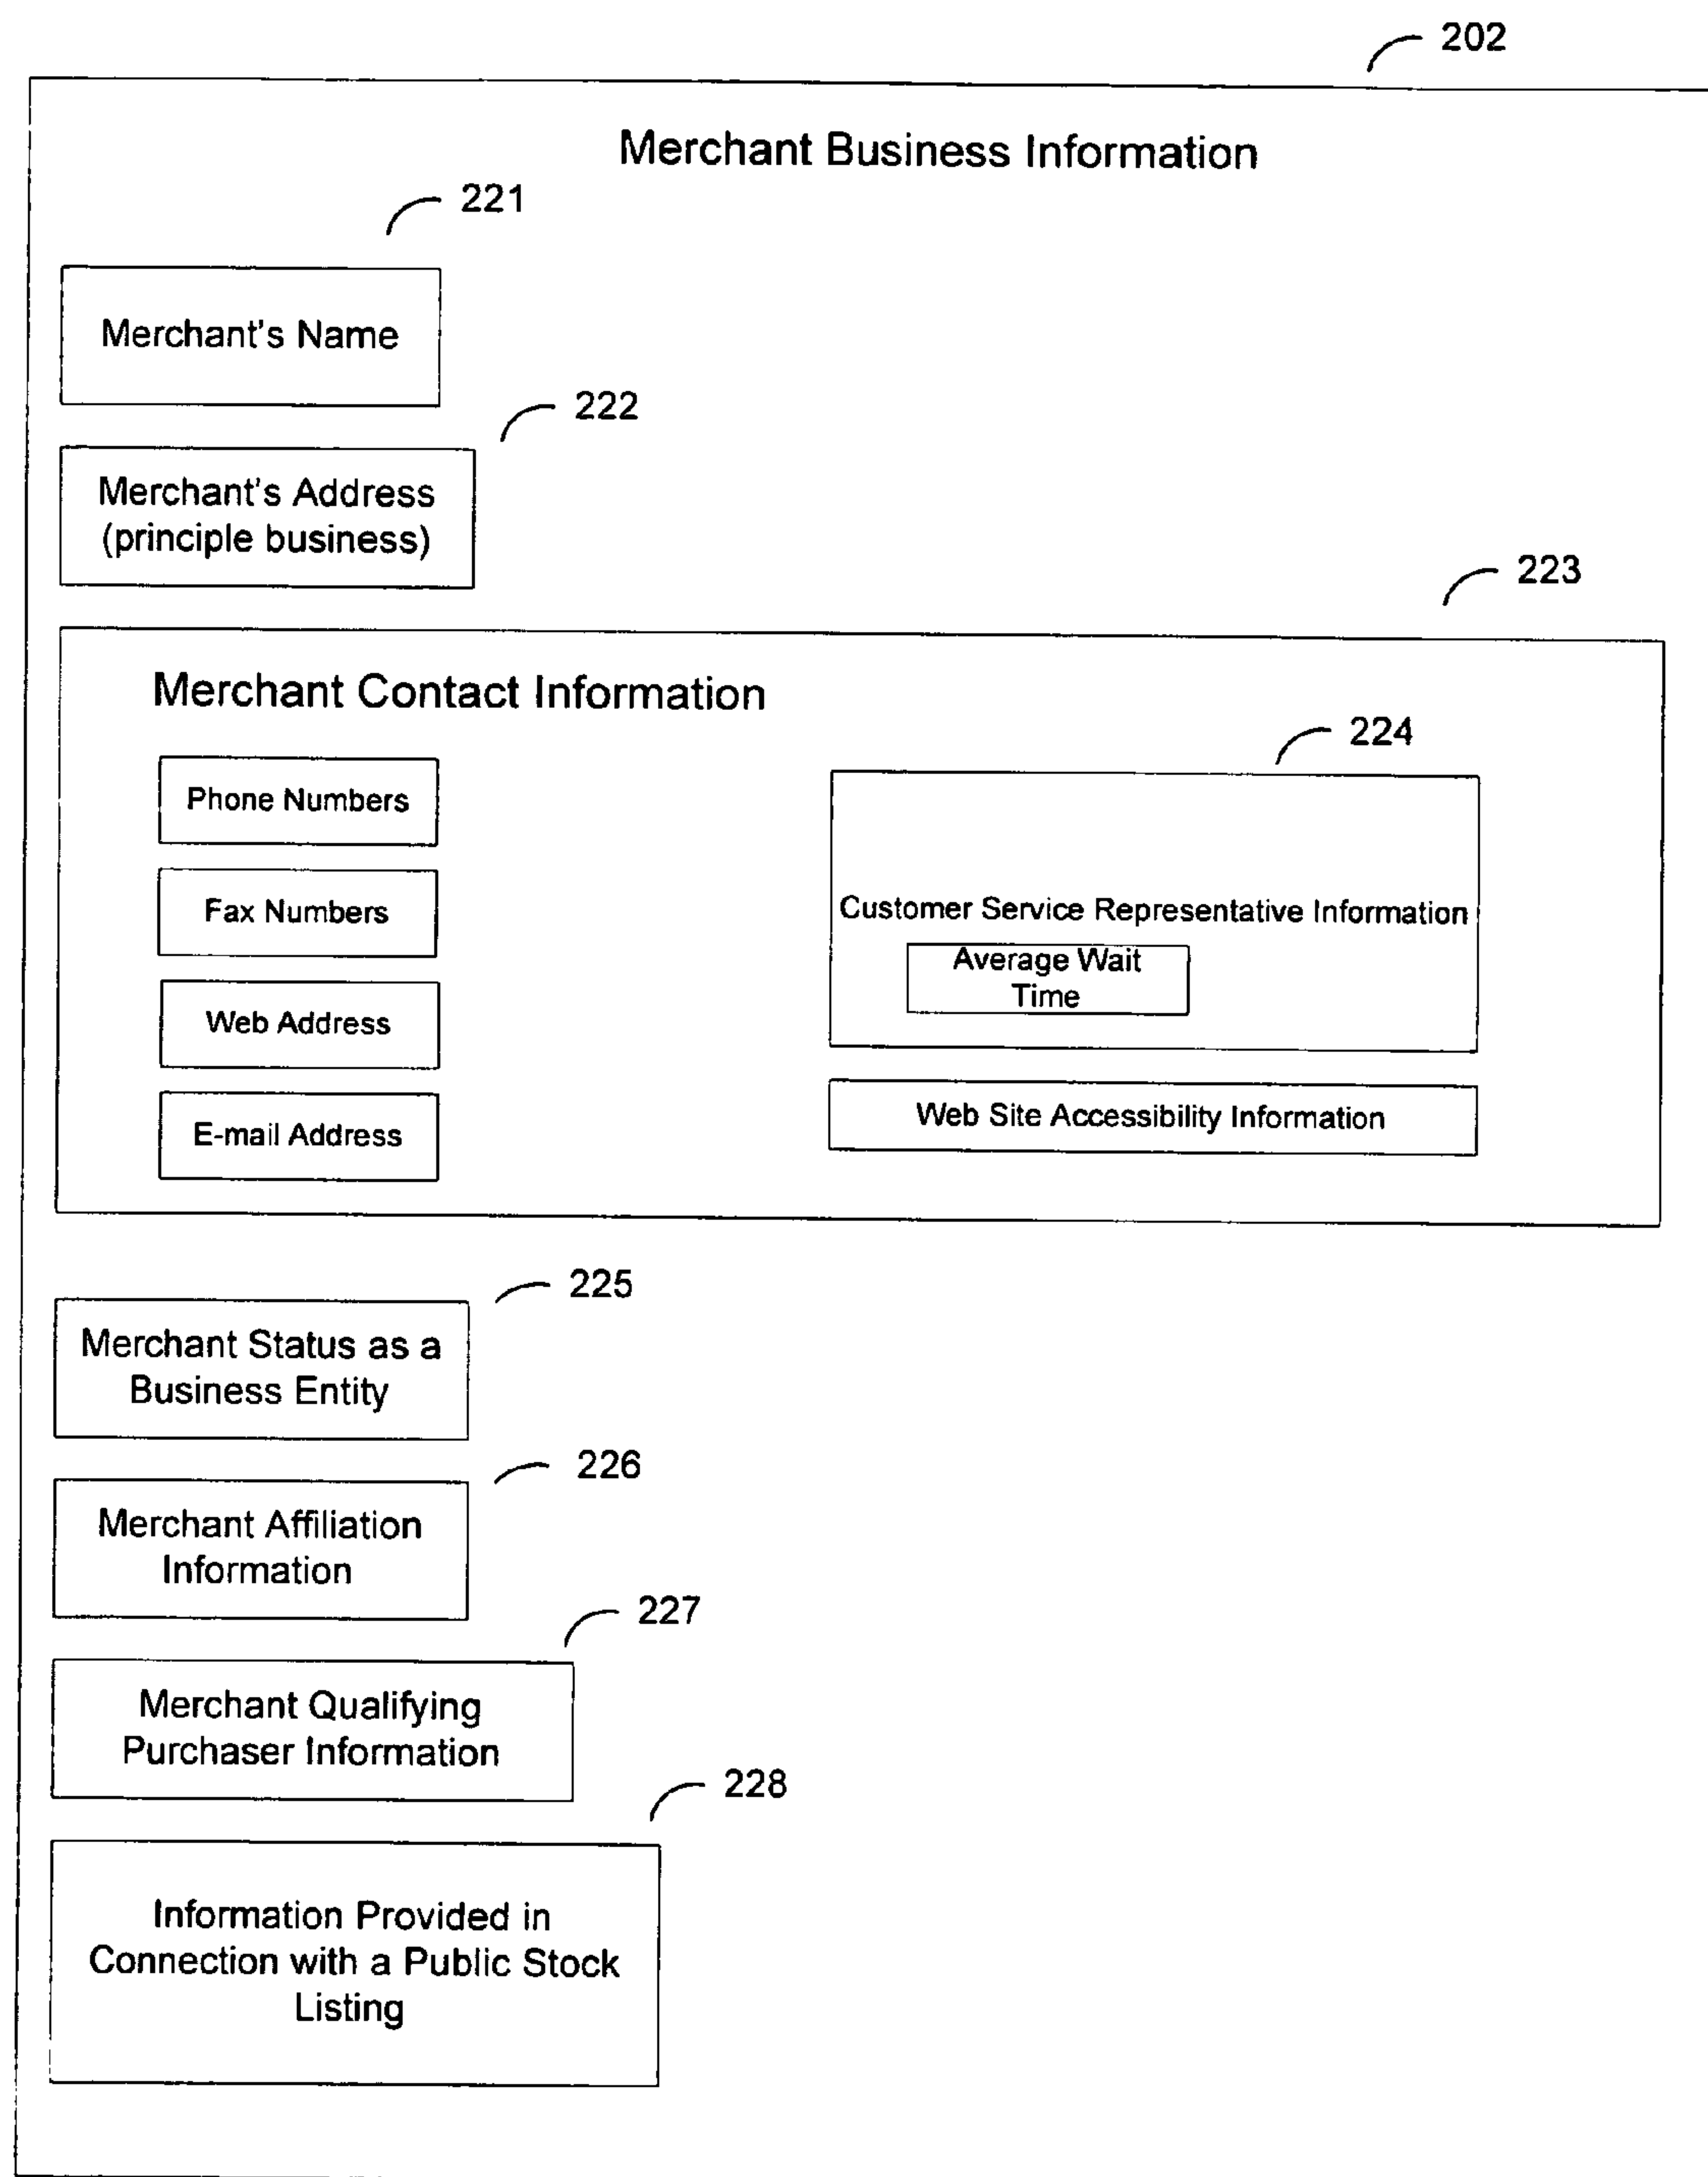 202
Merchant Business Information
221
Merchant's Name
222
Merchant's Address
(principle business)
223
Merchant Contact Information
224
Phone Numbers
Fax Numbers
Web Address
E-mail Address
Customer Service Representative Information
Average Wait
Time
Web Site Accessibility Information
225
Merchant Status as a
Business Entity
226
Merchant Affiliation
Information
227
Merchant Qualifying
Purchaser Information
228
Information Provided in
Connection with a Public Stock
Listing